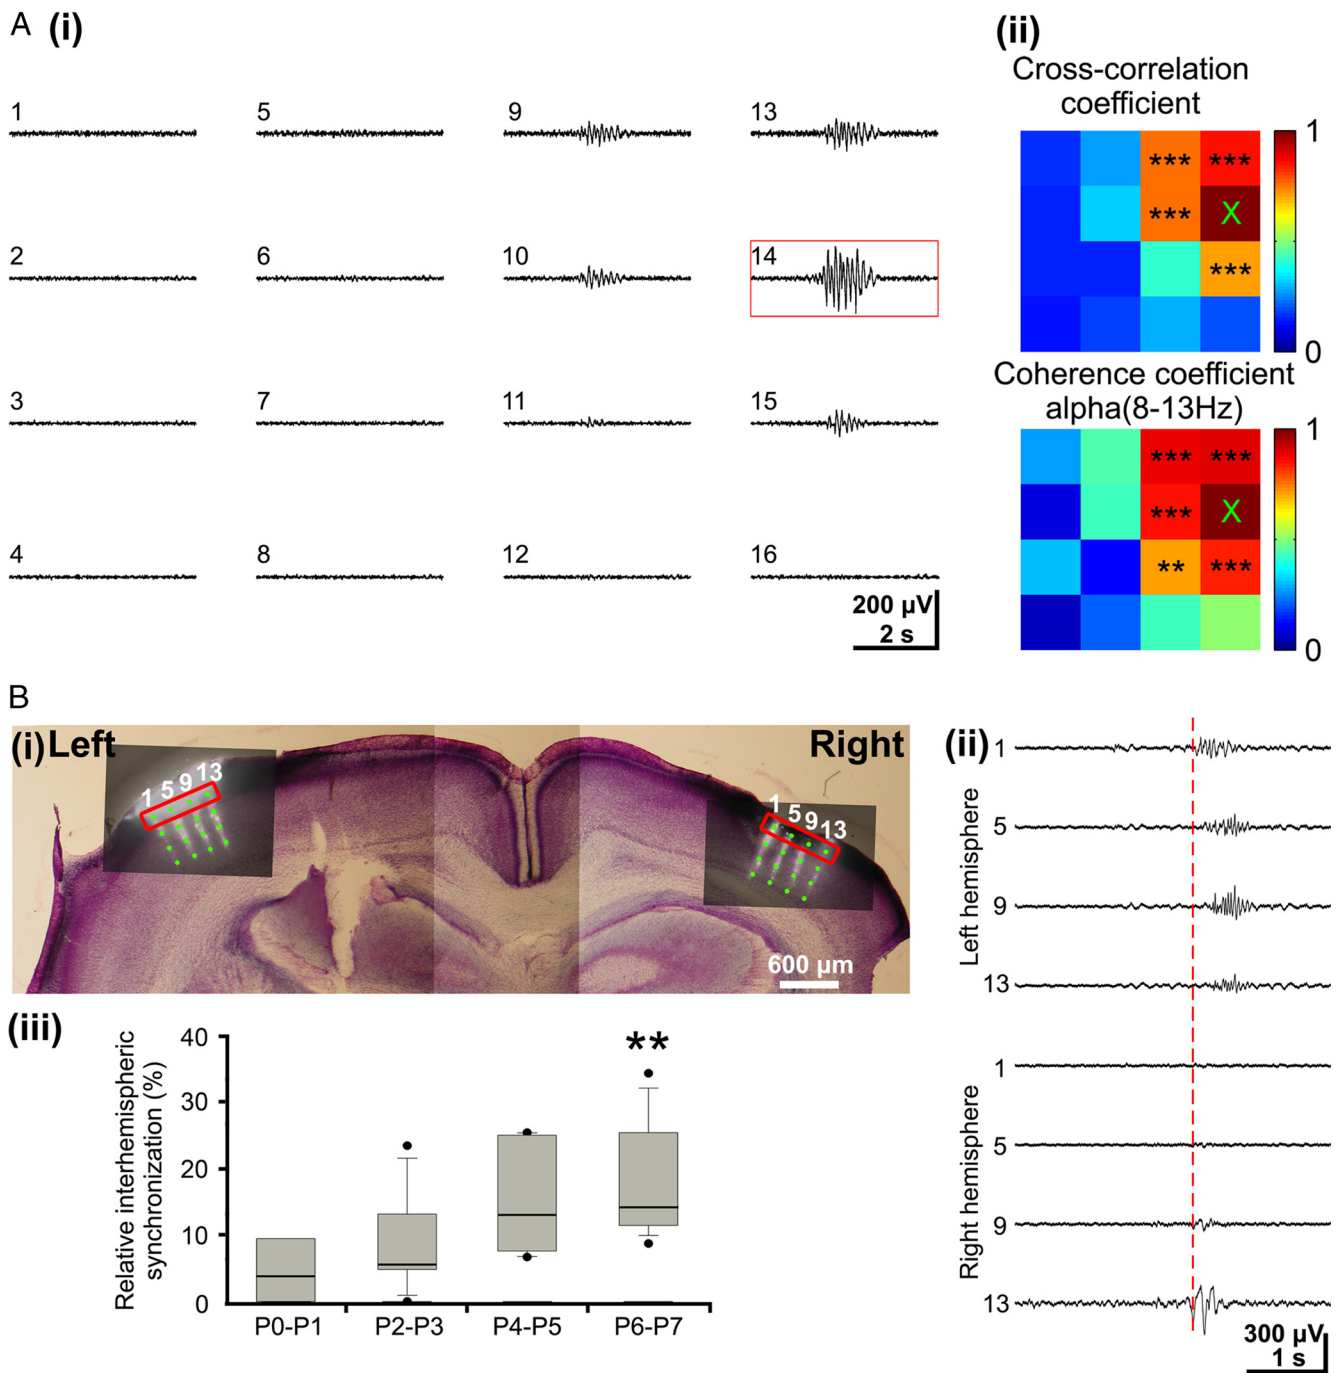 A (i)
(ii)
Cross-correlation
coefficient
1 5 9 13
2 6 10 14
3 7 11 15
4 8 12 16
200 µV
2 s
1
*** ***
*** X
***
0
Coherence coefficient
alpha(8-13Hz)
1
*** ***
*** X
** ***
0
B
(i) Left
Right
1 5 9 13
1 5 9 13
600 µm
(ii)
Left hemisphere
1
5
9
13
Right hemisphere
1
5
9
13
300 µV
1 s
(iii)
Relative interhemispheric
synchronization (%)
40
30
20
10
0
**
P0-P1 P2-P3 P4-P5 P6-P7